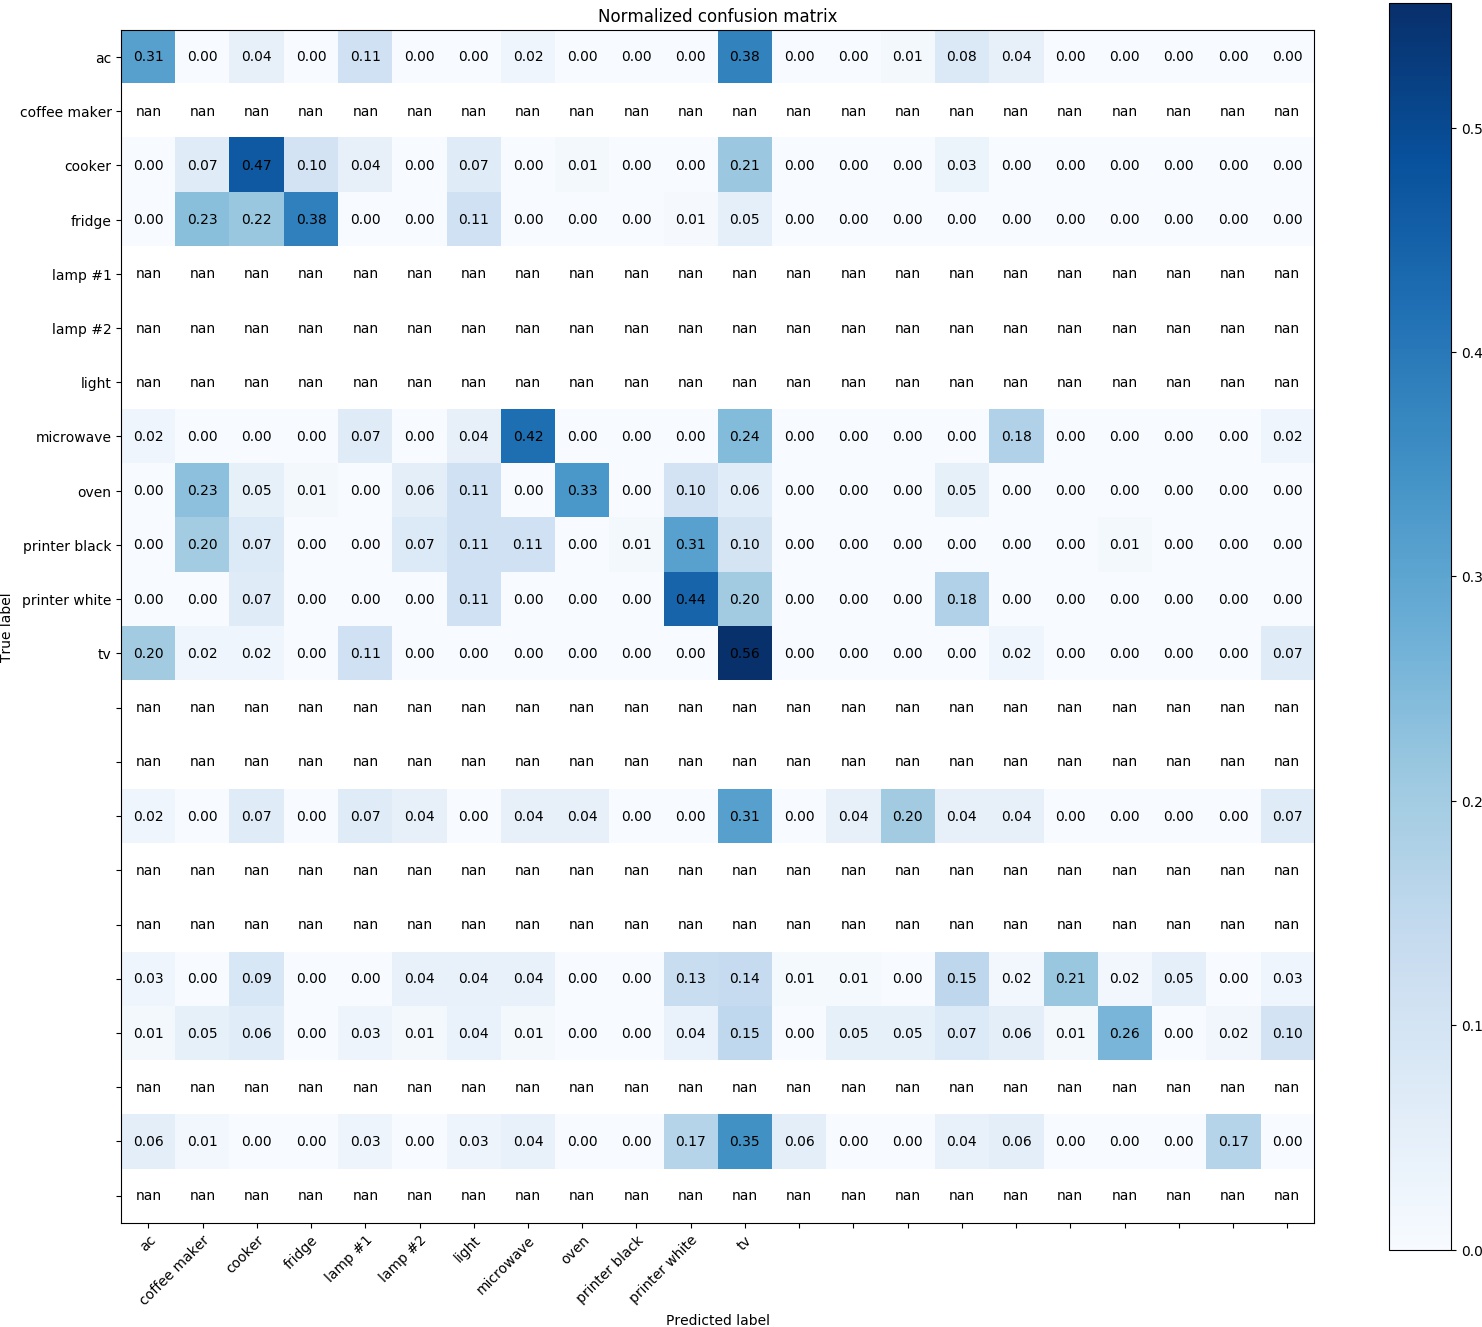 Normalized confusion matrix
ac 0.31 0.00 0.04 0.00 0.11 0.00 0.00 0.02 0.00 0.00 0.00 0.38 0.00 0.00 0.01 0.08 0.04 0.00 0.00 0.00 0.00 0.00
coffee maker nan nan nan nan nan nan nan nan nan nan nan nan nan nan nan nan nan nan nan nan nan nan
cooker 0.00 0.07 0.47 0.10 0.04 0.00 0.07 0.00 0.01 0.00 0.00 0.21 0.00 0.00 0.00 0.03 0.00 0.00 0.00 0.00 0.00 0.00
fridge 0.00 0.23 0.22 0.38 0.00 0.00 0.11 0.00 0.00 0.00 0.01 0.05 0.00 0.00 0.00 0.00 0.00 0.00 0.00 0.00 0.00 0.00
lamp #1 nan nan nan nan nan nan nan nan nan nan nan nan nan nan nan nan nan nan nan nan nan nan
lamp #2 nan nan nan nan nan nan nan nan nan nan nan nan nan nan nan nan nan nan nan nan nan nan
light nan nan nan nan nan nan nan nan nan nan nan nan nan nan nan nan nan nan nan nan nan nan
microwave 0.02 0.00 0.00 0.00 0.07 0.00 0.04 0.42 0.00 0.00 0.00 0.24 0.00 0.00 0.00 0.00 0.18 0.00 0.00 0.00 0.00 0.02
oven 0.00 0.23 0.05 0.01 0.00 0.06 0.11 0.00 0.33 0.00 0.10 0.06 0.00 0.00 0.00 0.05 0.00 0.00 0.00 0.00 0.00 0.00
printer black 0.00 0.20 0.07 0.00 0.00 0.07 0.11 0.11 0.00 0.01 0.31 0.10 0.00 0.00 0.00 0.00 0.00 0.00 0.01 0.00 0.00 0.00
printer white 0.00 0.00 0.07 0.00 0.00 0.00 0.11 0.00 0.00 0.00 0.44 0.20 0.00 0.00 0.00 0.18 0.00 0.00 0.00 0.00 0.00 0.00
tv 0.20 0.02 0.02 0.00 0.11 0.00 0.00 0.00 0.00 0.00 0.00 0.56 0.00 0.00 0.00 0.00 0.02 0.00 0.00 0.00 0.00 0.07
nan nan nan nan nan nan nan nan nan nan nan nan nan nan nan nan nan nan nan nan nan nan
nan nan nan nan nan nan nan nan nan nan nan nan nan nan nan nan nan nan nan nan nan nan
0.02 0.00 0.07 0.00 0.07 0.04 0.00 0.04 0.04 0.00 0.00 0.31 0.00 0.04 0.20 0.04 0.04 0.00 0.00 0.00 0.00 0.07
nan nan nan nan nan nan nan nan nan nan nan nan nan nan nan nan nan nan nan nan nan nan
nan nan nan nan nan nan nan nan nan nan nan nan nan nan nan nan nan nan nan nan nan nan
0.03 0.00 0.09 0.00 0.00 0.04 0.04 0.04 0.00 0.00 0.13 0.14 0.01 0.01 0.00 0.15 0.02 0.21 0.02 0.05 0.00 0.03
0.01 0.05 0.06 0.00 0.03 0.01 0.04 0.01 0.00 0.00 0.04 0.15 0.00 0.05 0.05 0.07 0.06 0.01 0.26 0.00 0.02 0.10
nan nan nan nan nan nan nan nan nan nan nan nan nan nan nan nan nan nan nan nan nan nan
0.06 0.01 0.00 0.00 0.03 0.00 0.03 0.04 0.00 0.00 0.17 0.35 0.06 0.00 0.00 0.04 0.06 0.00 0.00 0.00 0.17 0.00
nan nan nan nan nan nan nan nan nan nan nan nan nan nan nan nan nan nan nan nan nan nan
True label
ac coffee maker cooker fridge lamp #1 lamp #2 light microwave oven printer black printer white tv
Predicted label
0.5
0.4
0.3
0.2
0.1
0.0